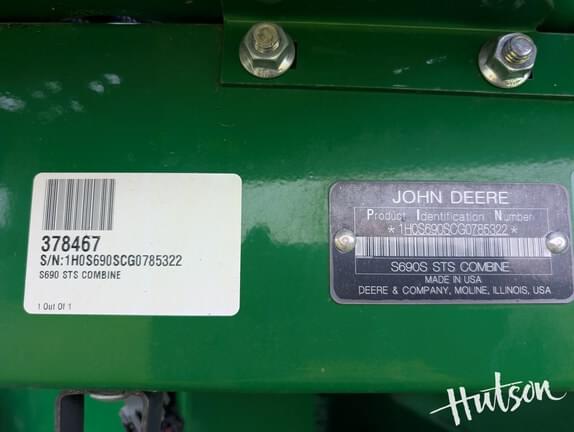 378467
S/N:1H0S690SCG0785322
S690 STS COMBINE
1 Out Of 1
JOHN DEERE
Product Identification Number
*1H0S690SCG0785322*
S690S STS COMBINE
MADE IN USA
DEERE & COMPANY, MOLINE, ILLINOIS, USA
Hutson